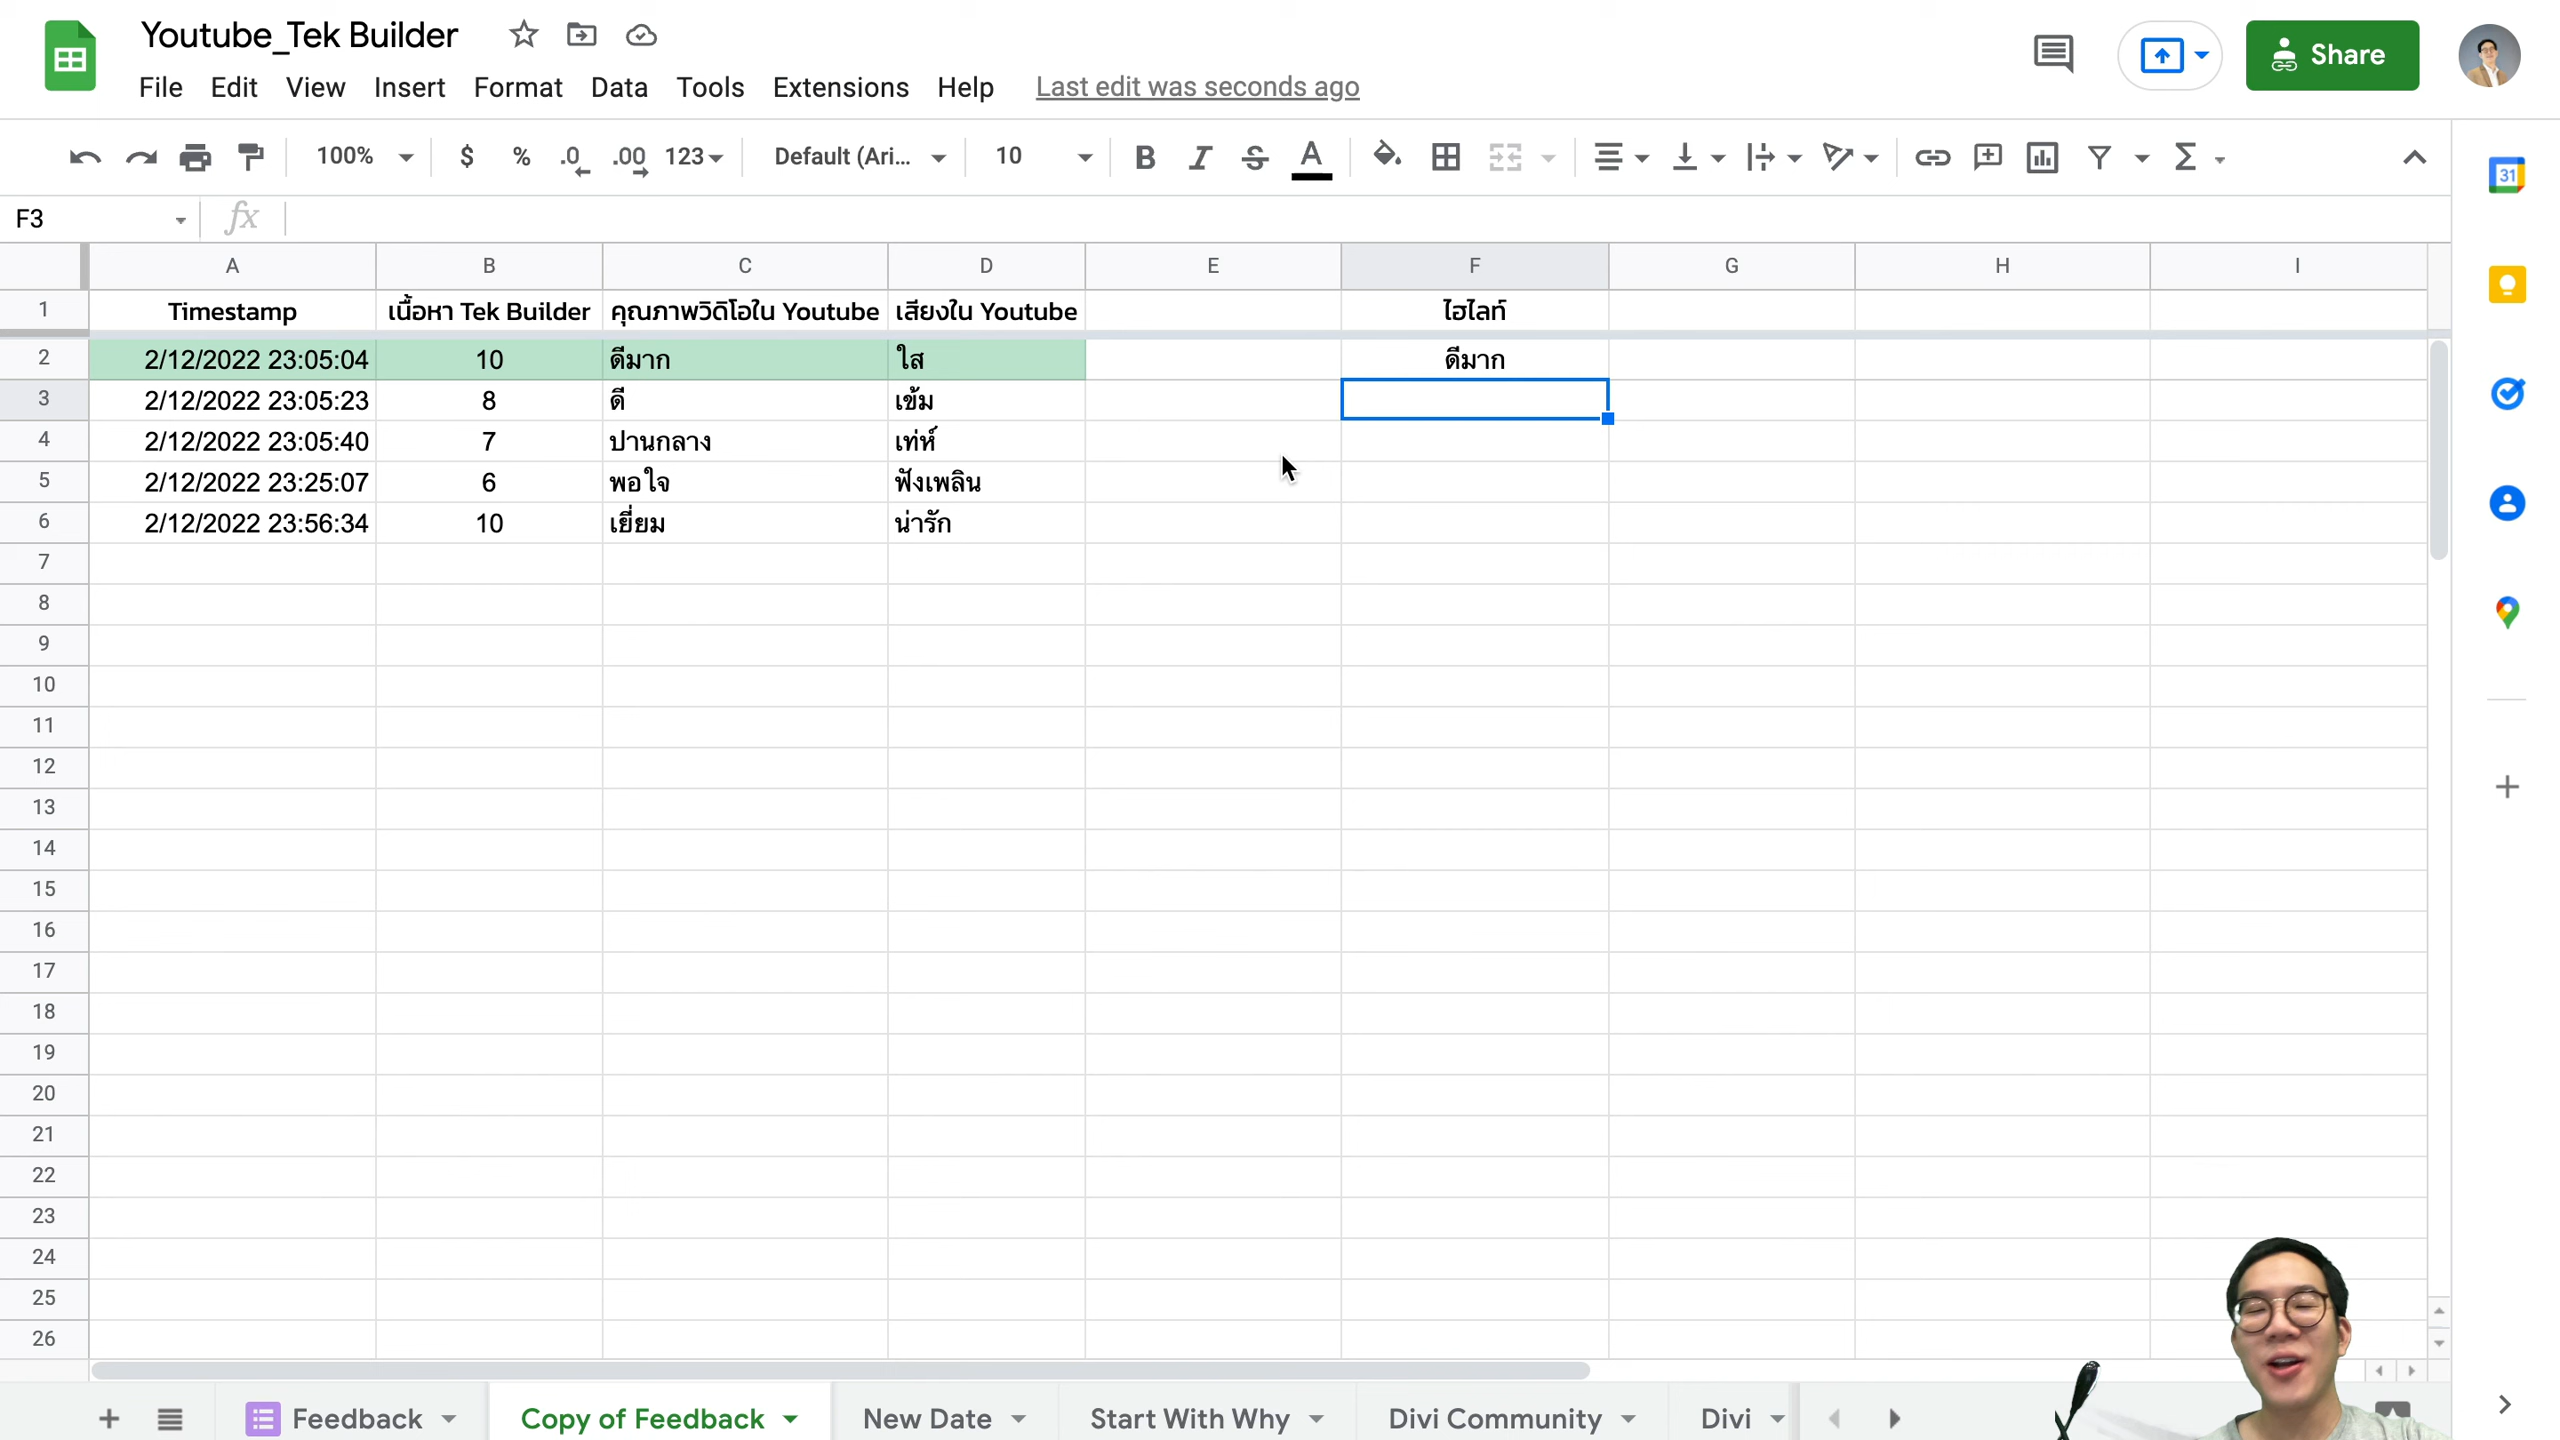 Youtube_Tek Builder
File Edit View Insert Format Data Tools Extensions Help Last edit was seconds ago
Share
100% $ % .0 .00 123 Default (Ari... 10 B I S A Σ
31
F3 fx
A B C D E F G H I
1 Timestamp เนื้อหา Tek Builder คุณภาพวิดิโอใน Youtube เสียงใน Youtube ไฮไลท์
2 2/12/2022 23:05:04 10 ดีมาก ใส ดีมาก
3 2/12/2022 23:05:23 8 ดี เข้ม
4 2/12/2022 23:05:40 7 ปานกลาง เท่ห์
5 2/12/2022 23:25:07 6 พอใจ ฟังเพลิน
6 2/12/2022 23:56:34 10 เยี่ยม น่ารัก
7
8
9
10
11
12
13
14
15
16
17
18
19
20
21
22
23
24
25
26
Feedback Copy of Feedback New Date Start With Why Divi Community Divi